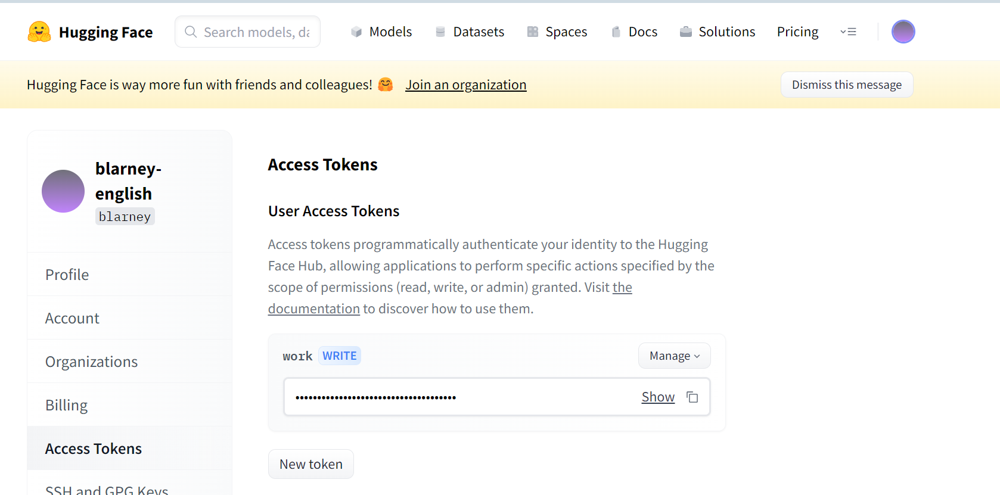 Hugging Face
Search models, da
Models
Datasets
Spaces
Docs
Solutions
Pricing
Hugging Face is way more fun with friends and colleagues! 🤗 Join an organization
Dismiss this message
blarney-
english
blarney
Profile
Account
Organizations
Billing
Access Tokens
SSH and GPG Keys
Access Tokens
User Access Tokens
Access tokens programmatically authenticate your identity to the Hugging
Face Hub, allowing applications to perform specific actions specified by the
scope of permissions (read, write, or admin) granted. Visit the
documentation to discover how to use them.
work WRITE
Manage
•••••••••••••••••••••••••••••••••••••
Show
New token